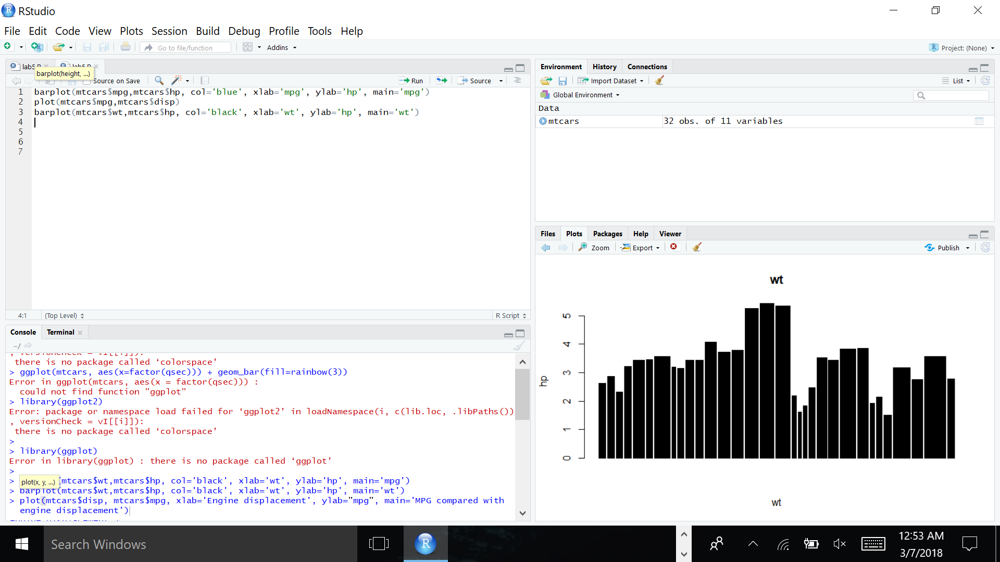 RStudio
File Edit Code View Plots Session Build Debug Profile Tools Help
Go to file/function Addins Project: (None)
lab5.R lab5.R
barplot(height, ...)
Source on Save Run Source
1 barplot(mtcars$mpg,mtcars$hp, col='blue', xlab='mpg', ylab='hp', main='mpg')
2 plot(mtcars$mpg,mtcars$disp)
3 barplot(mtcars$wt,mtcars$hp, col='black', xlab='wt', ylab='hp', main='wt')
4
5
6
7
4:1 (Top Level) R Script
Console Terminal
~/
, versionCheck = vI[[i]]):
there is no package called ‘colorspace’
> ggplot(mtcars, aes(x=factor(qsec))) + geom_bar(fill=rainbow(3))
Error in ggplot(mtcars, aes(x = factor(qsec))) :
could not find function "ggplot"
> library(ggplot2)
Error: package or namespace load failed for ‘ggplot2’ in loadNamespace(i, c(lib.loc, .libPaths())
, versionCheck = vI[[i]]):
there is no package called ‘colorspace’
>
> library(ggplot)
Error in library(ggplot) : there is no package called ‘ggplot’
>
plot(x, y, ...)
> (mtcars$wt,mtcars$hp, col='black', xlab='wt', ylab='hp', main='mpg')
> barplot(mtcars$wt,mtcars$hp, col='black', xlab='wt', ylab='hp', main='wt')
> plot(mtcars$disp, mtcars$mpg, xlab='Engine displacement', ylab=”mpg”, main='MPG compared with
engine displacement')
Environment History Connections
Import Dataset List
Global Environment
Data
mtcars 32 obs. of 11 variables
Files Plots Packages Help Viewer
Zoom Export Publish
wt
5
4
3
2
1
0
hp
wt
Search Windows
R
12:53 AM
3/7/2018